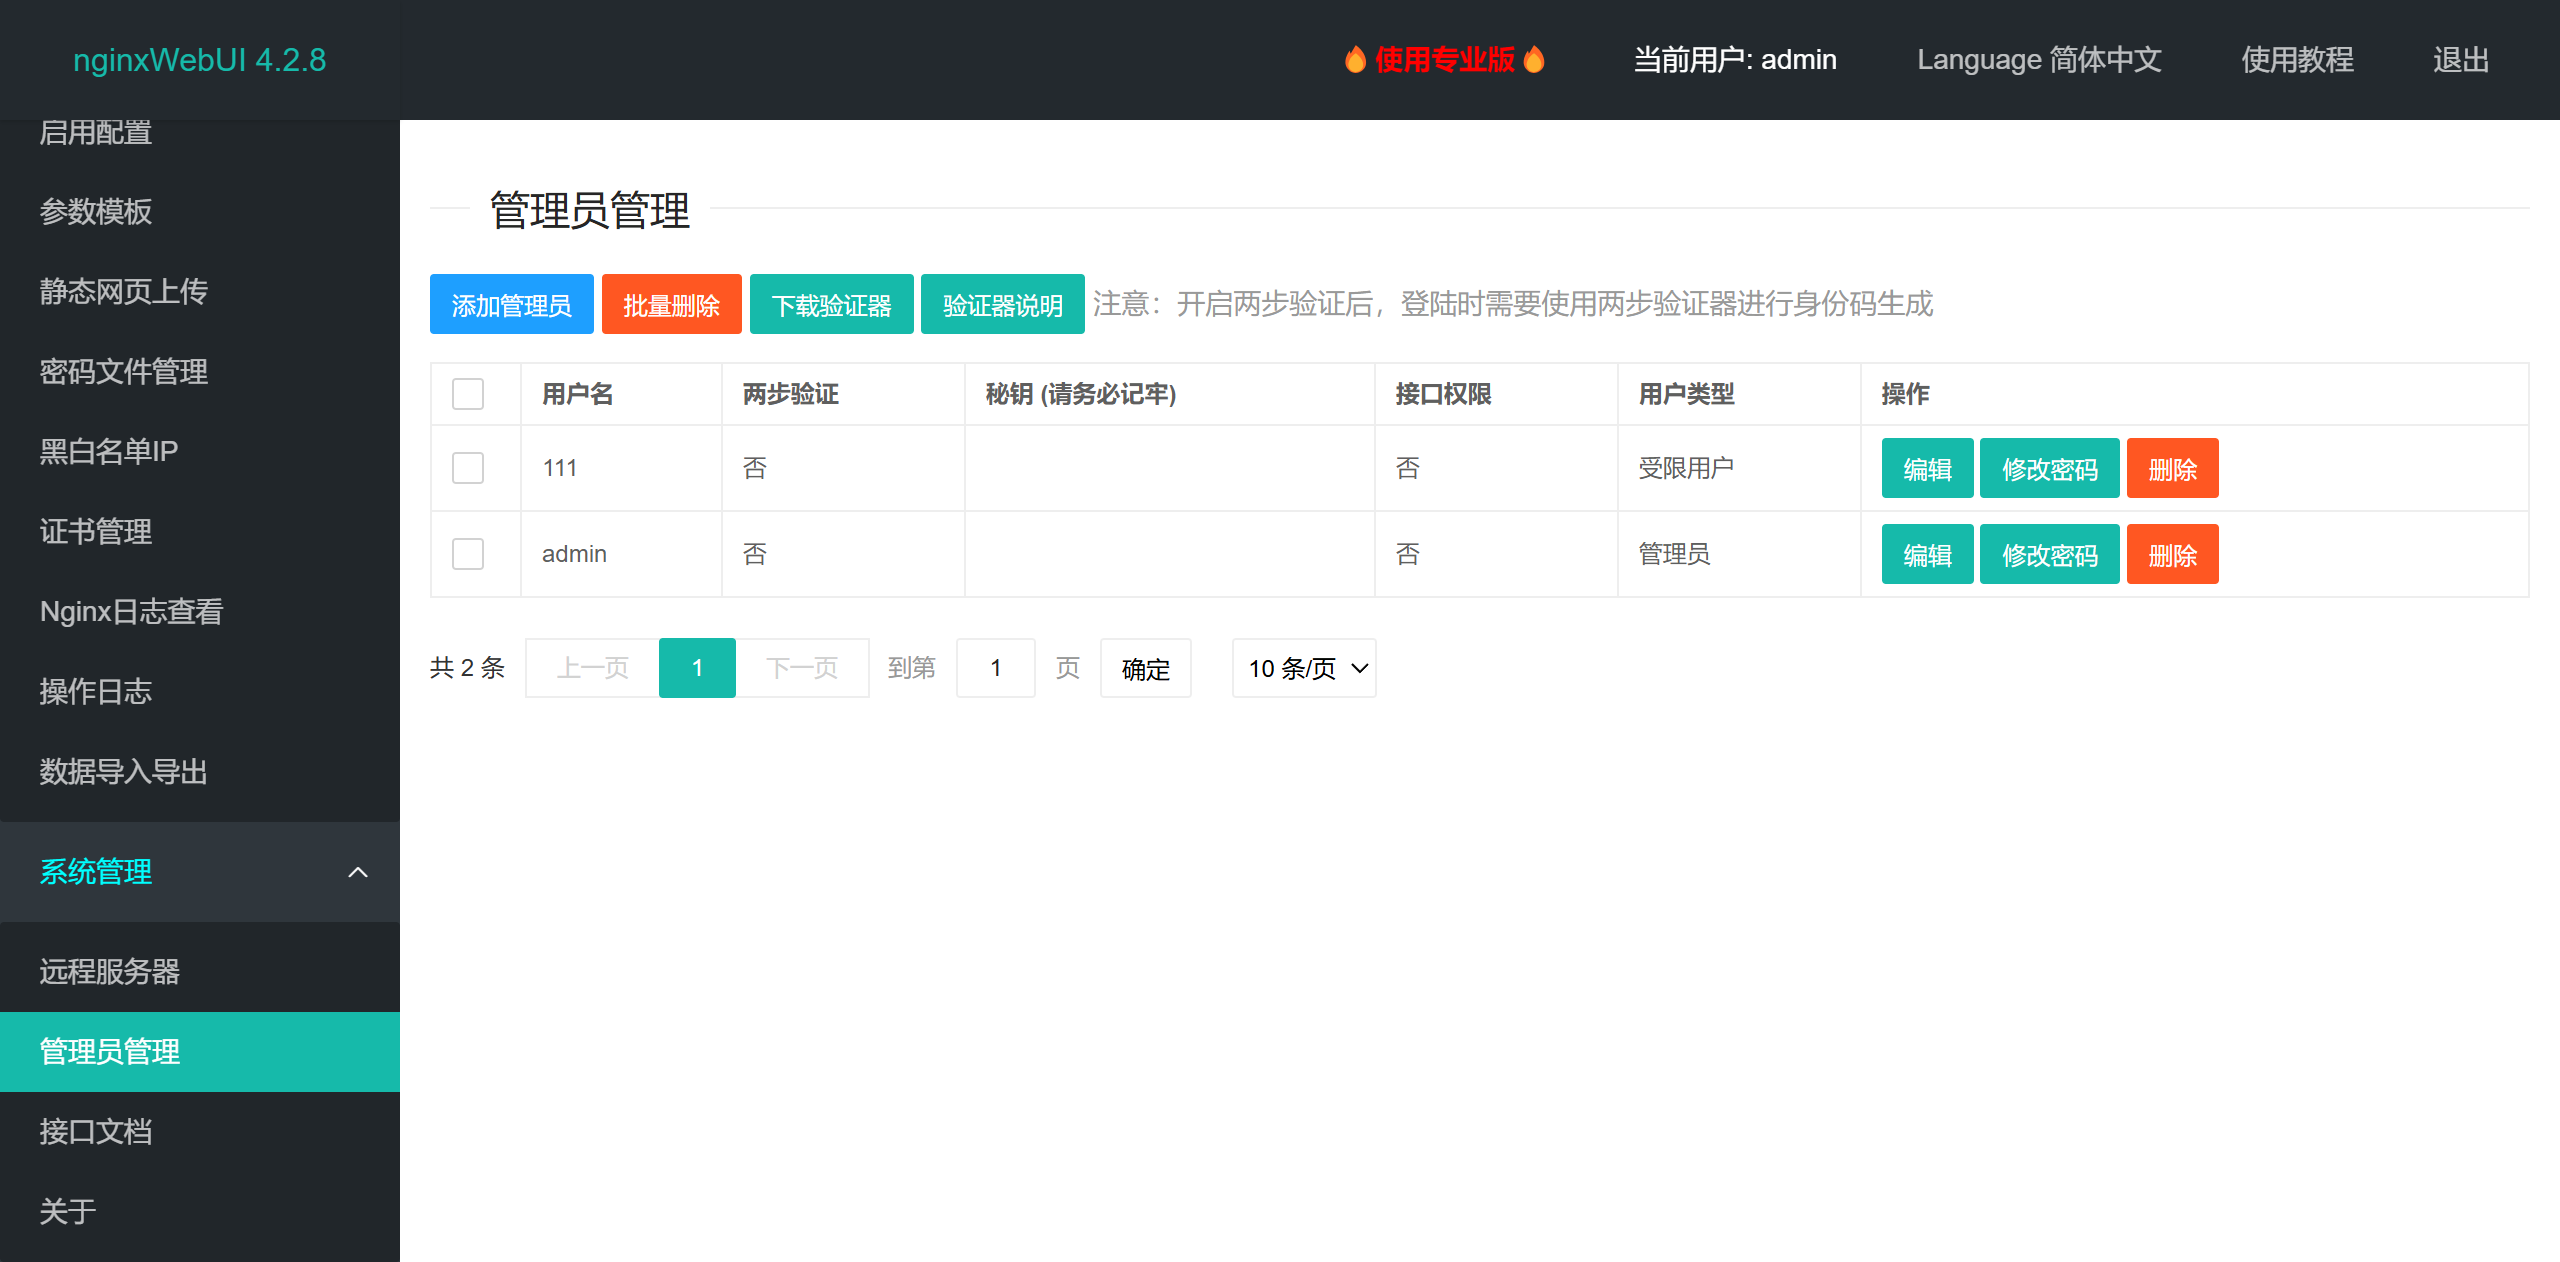 nginxWebUI 4.2.8
使用专业版
当前用户: admin
Language 简体中文
使用教程
退出
启用配置
参数模板
静态网页上传
密码文件管理
黑白名单IP
证书管理
Nginx日志查看
操作日志
数据导入导出
系统管理
远程服务器
管理员管理
接口文档
关于
管理员管理
添加管理员 批量删除 下载验证器 验证器说明 注意：开启两步验证后，登陆时需要使用两步验证器进行身份码生成
用户名 两步验证 秘钥 (请务必记牢) 接口权限 用户类型 操作
111 否 否 受限用户 编辑 修改密码 删除
admin 否 否 管理员 编辑 修改密码 删除
共 2 条 上一页 1 下一页 到第 1 页 确定 10 条/页